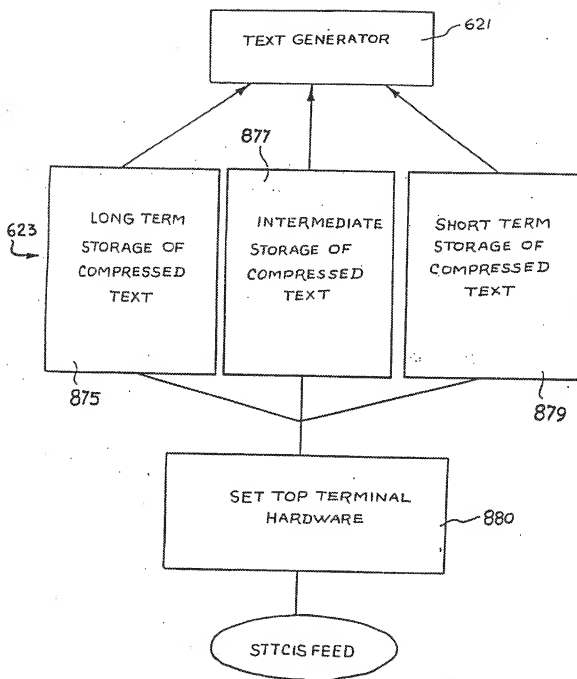 TEXT GENERATOR
621
877
623
LONG TERM
STORAGE OF
COMPRESSED
TEXT
INTERMEDIATE
STORAGE OF
COMPRESSED
TEXT
SHORT TERM
STORAGE OF
COMPRESSED
TEXT
875
879
SET TOP TERMINAL
HARDWARE
880
STTCIS FEED